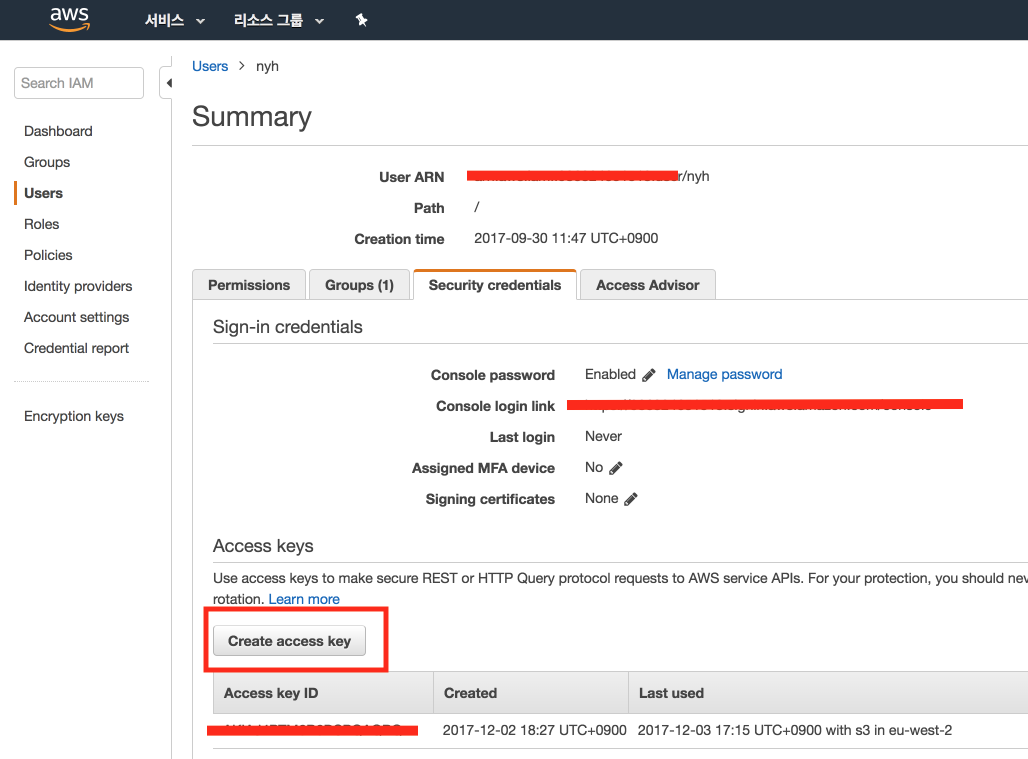 aws 서비스 리소스 그룹
Search IAM
Dashboard
Groups
Users
Roles
Policies
Identity providers
Account settings
Credential report
Encryption keys
Users > nyh
Summary
User ARN /nyh
Path /
Creation time 2017-09-30 11:47 UTC+0900
Permissions Groups (1) Security credentials Access Advisor
Sign-in credentials
Console password Enabled Manage password
Console login link
Last login Never
Assigned MFA device No
Signing certificates None
Access keys
Use access keys to make secure REST or HTTP Query protocol requests to AWS service APIs. For your protection, you should nev
rotation. Learn more
Create access key
Access key ID Created Last used
2017-12-02 18:27 UTC+0900 2017-12-03 17:15 UTC+0900 with s3 in eu-west-2